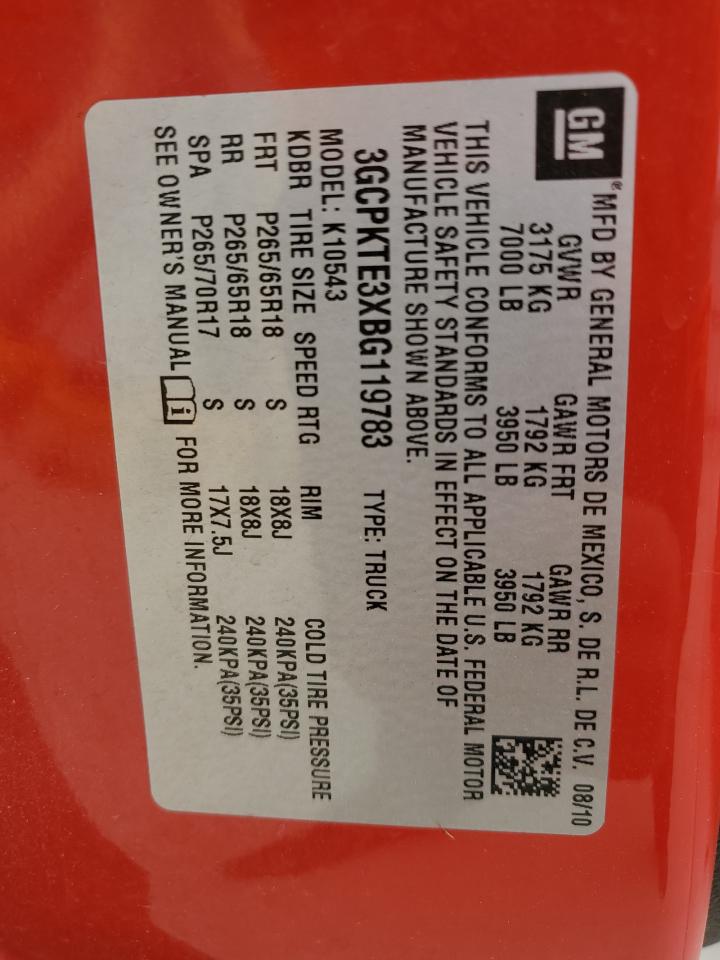 GM
® MFD BY GENERAL MOTORS DE MEXICO, S. DE R.L. DE C.V. 08/10
GVWR GAWR FRT GAWR RR
3175 KG 1792 KG 1792 KG
7000 LB 3950 LB 3950 LB
THIS VEHICLE CONFORMS TO ALL APPLICABLE U.S. FEDERAL MOTOR
VEHICLE SAFETY STANDARDS IN EFFECT ON THE DATE OF
MANUFACTURE SHOWN ABOVE.
3GCPKTE3XBG119783 TYPE: TRUCK
MODEL: K10543
KDBR TIRE SIZE SPEED RTG RIM COLD TIRE PRESSURE
FRT P265/65R18 S 18X8J 240KPA(35PSI)
RR P265/65R18 S 18X8J 240KPA(35PSI)
SPA P265/70R17 S 17X7.5J 240KPA(35PSI)
SEE OWNER'S MANUAL FOR MORE INFORMATION.